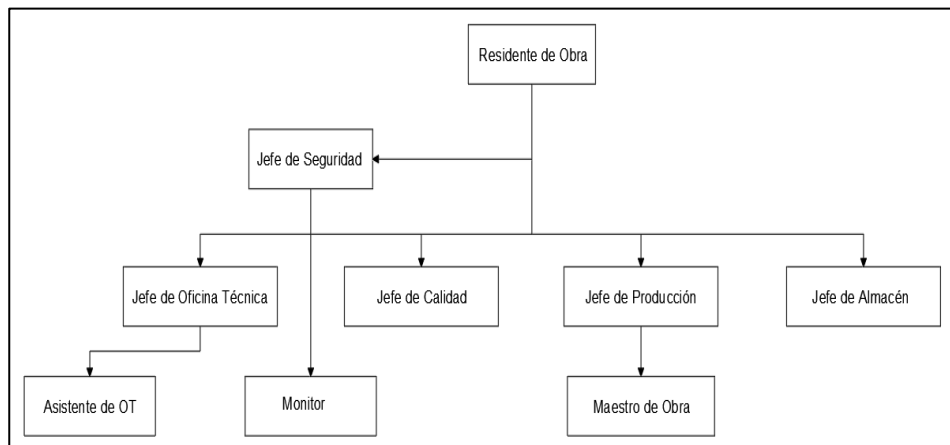 Residente de Obra
Jefe de Seguridad
Jefe de Oficina Técnica
Jefe de Calidad
Jefe de Producción
Jefe de Almacén
Asistente de OT
Monitor
Maestro de Obra